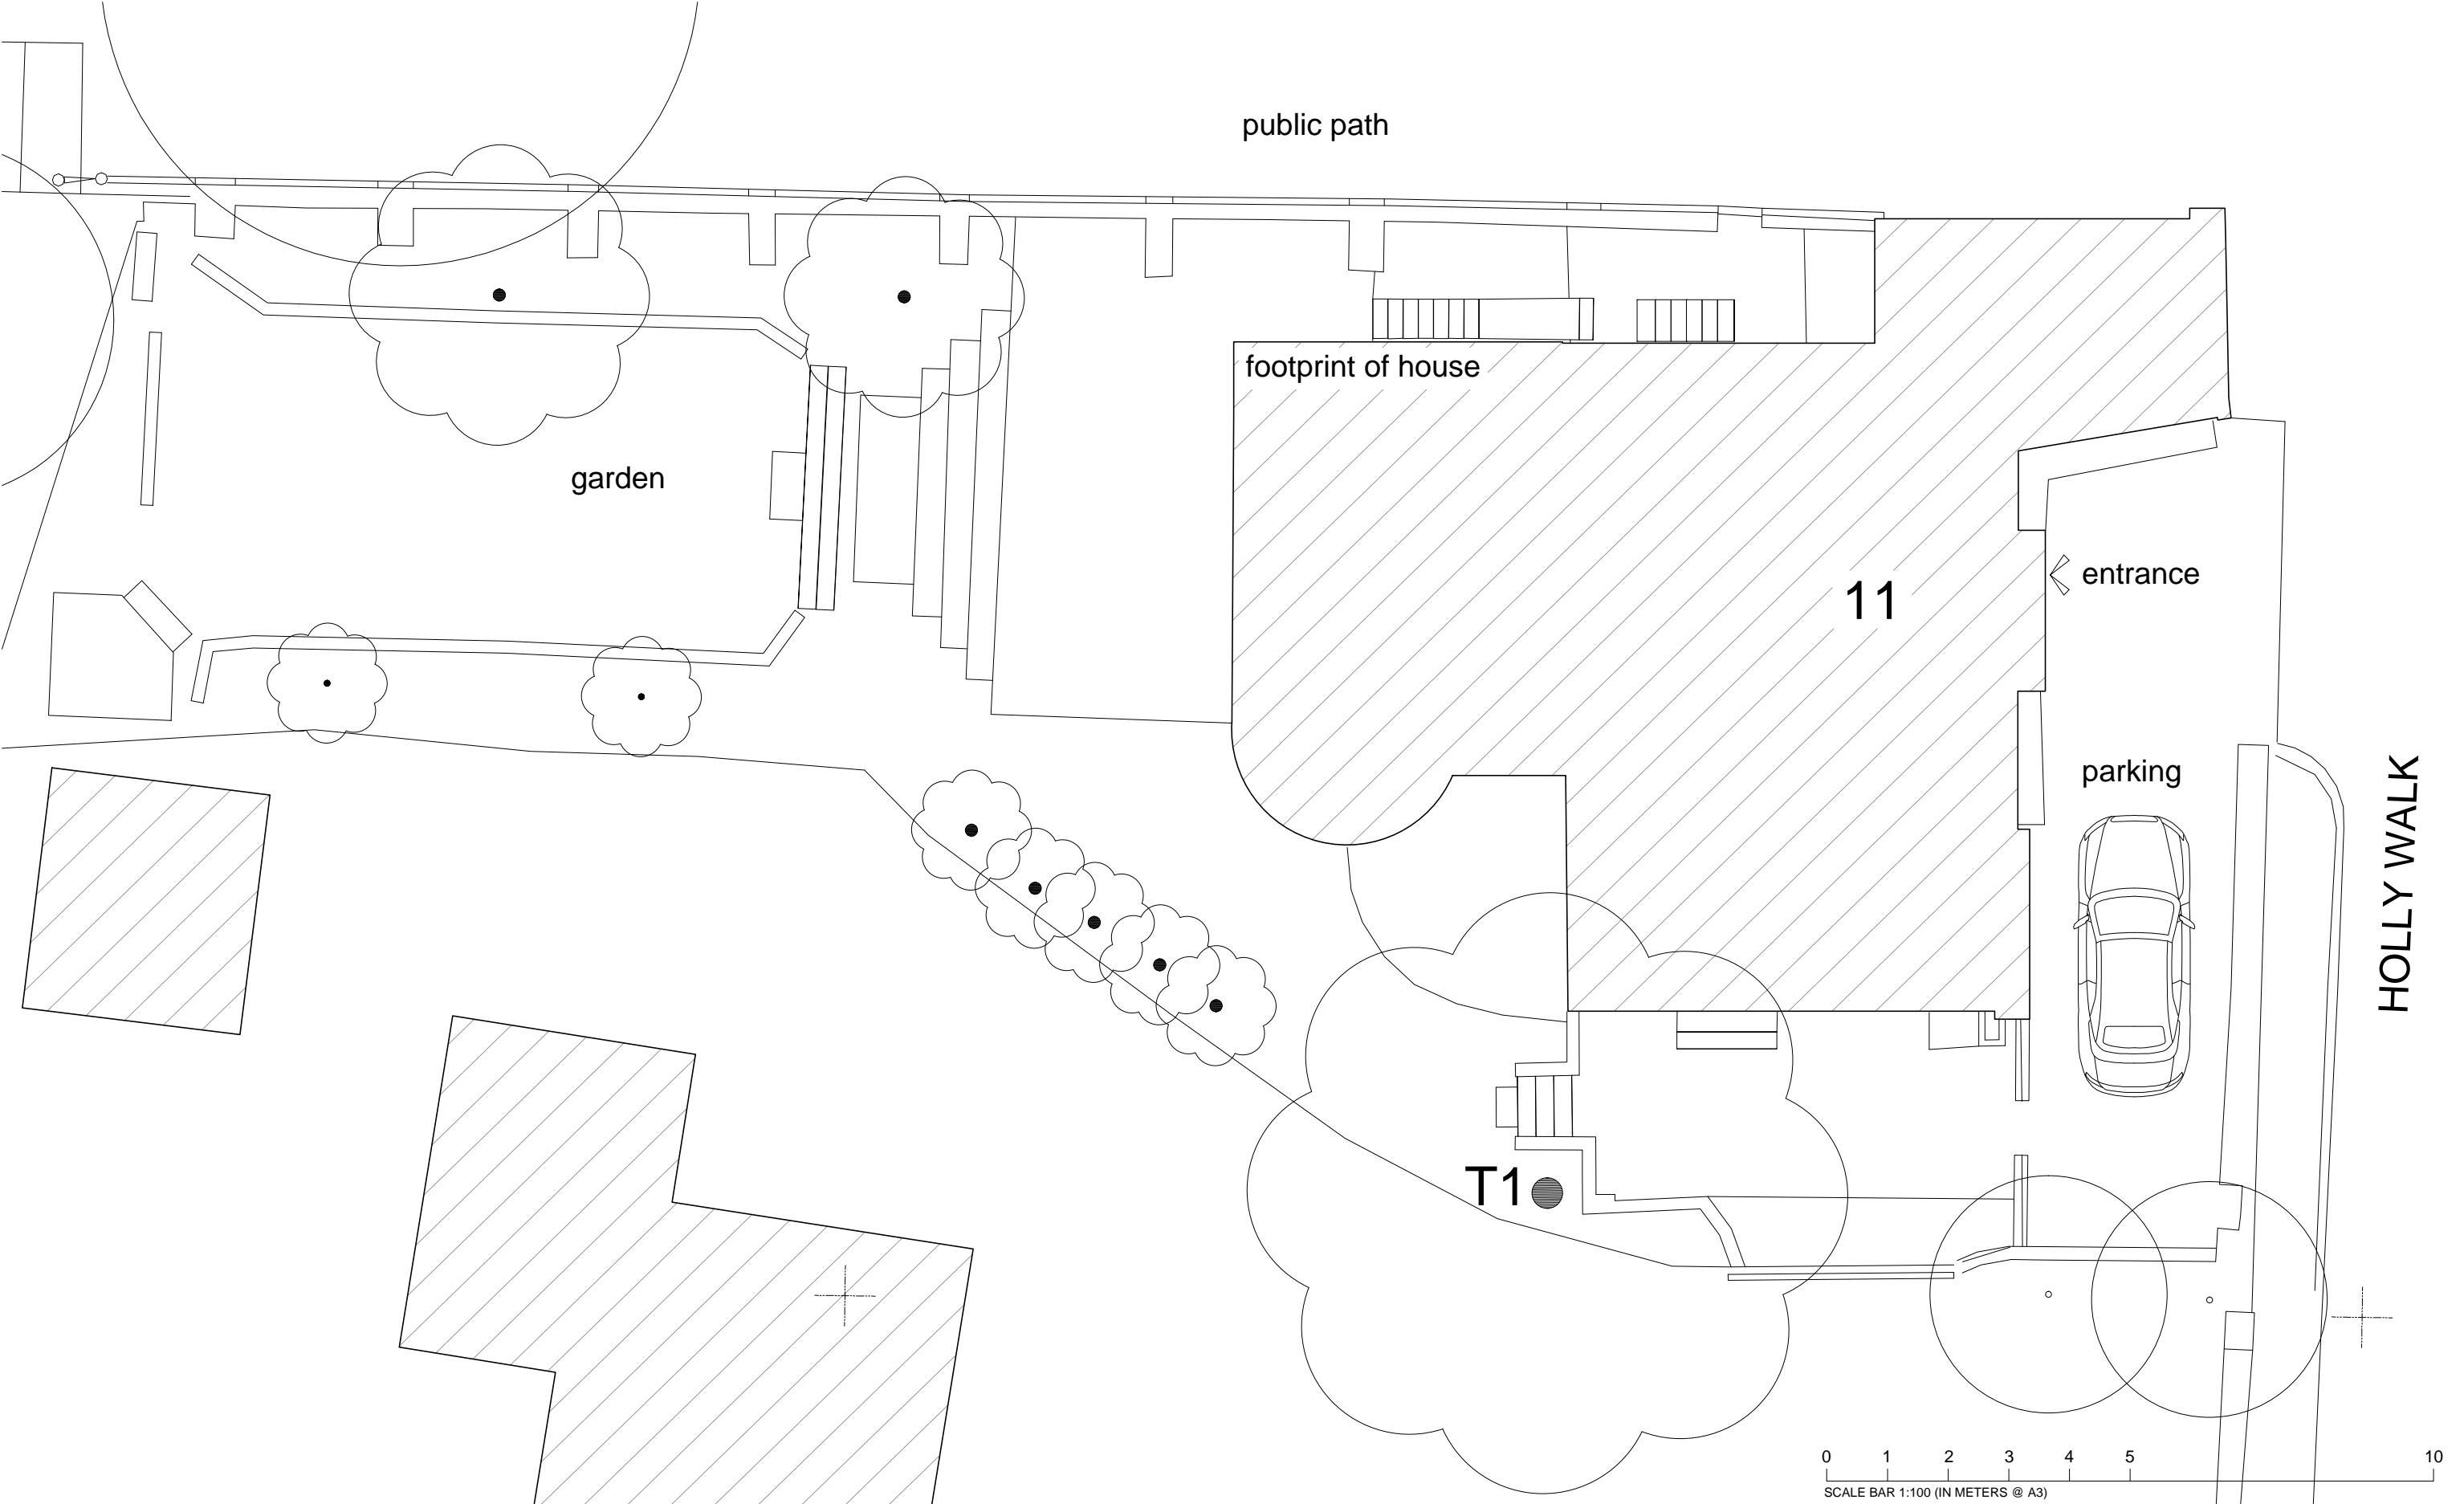 public path
footprint of house
garden
entrance
11
parking
HOLLY WALK
T1
0 1 2 3 4 5 10
SCALE BAR 1:100 (IN METERS @ A3)